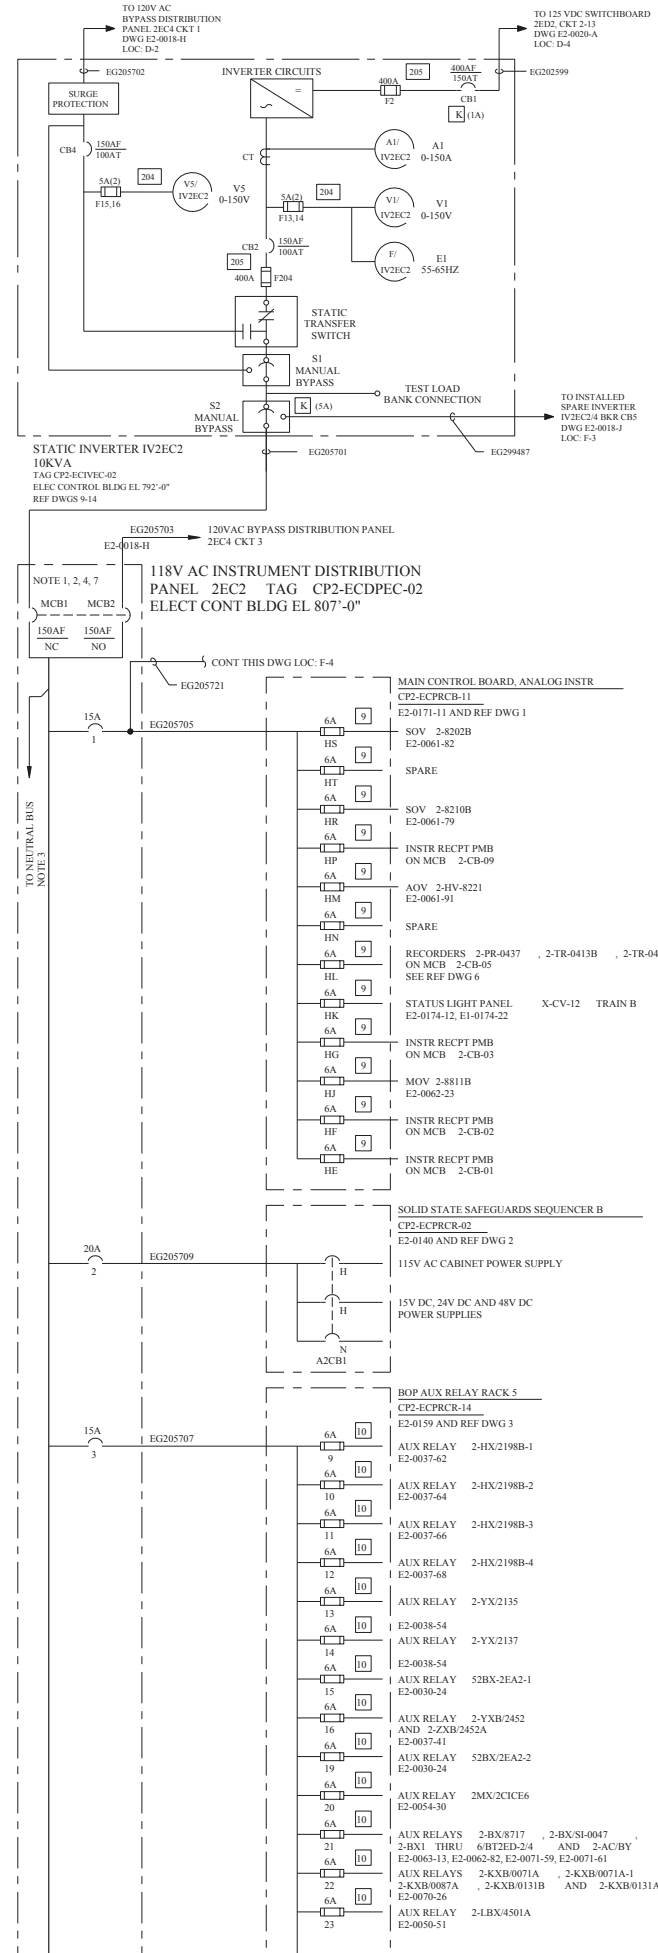 TO 120V AC
BYPASS DISTRIBUTION
PANEL 2EC4 CKT 1
DWG E2-0018-H
LOC: D-2
TO 125 VDC SWITCHBOARD
2ED2, CKT 2-13
DWG E2-0020-A
LOC: D-4
EG205702
INVERTER CIRCUITS
205
400AF
150AT
EG202599
SURGE
PROTECTION
=
400A
F2
CB1
K (1A)
CB4
150AF
100AT
CT
A1/
IV2EC2
A1
0-150A
5A(2)
204
F15,16
V5/
IV2EC2
V5
0-150V
5A(2)
204
F13,14
V1/
IV2EC2
V1
0-150V
CB2
150AF
100AT
F/
IV2EC2
E1
55-65HZ
205
400A
F204
STATIC
TRANSFER
SWITCH
S1
MANUAL
BYPASS
TEST LOAD
BANK CONNECTION
S2
MANUAL
BYPASS
K (5A)
TO INSTALLED
SPARE INVERTER
IV2EC2/4 BKR CB5
DWG E2-0018-J
LOC: F-3
STATIC INVERTER IV2EC2
10KVA
TAG CP2-ECIVEC-02
ELEC CONTROL BLDG EL 792'-0"
REF DWGS 9-14
EG205701
EG299487
EG205703
E2-0018-H
120VAC BYPASS DISTRIBUTION PANEL
2EC4 CKT 3
NOTE 1, 2, 4, 7
118V AC INSTRUMENT DISTRIBUTION
PANEL 2EC2 TAG CP2-ECDPEC-02
ELECT CONT BLDG EL 807'-0"
MCB1 MCB2
150AF 150AF
NC NO
CONT THIS DWG LOC: F-4
EG205721
TO NEUTRAL BUS
NOTE 3
15A
1
EG205705
MAIN CONTROL BOARD, ANALOG INSTR
CP2-ECPRCB-11
E2-0171-11 AND REF DWG 1
6A 9
HS
SOV 2-8202B
E2-0061-82
6A 9
HT
SPARE
6A 9
HR
SOV 2-8210B
E2-0061-79
6A 9
HP
INSTR RECPT PMB
ON MCB 2-CB-09
6A 9
HM
AOV 2-HV-8221
E2-0061-91
6A 9
HN
SPARE
6A 9
HL
RECORDERS 2-PR-0437 , 2-TR-0413B , 2-TR-04
ON MCB 2-CB-05
SEE REF DWG 6
6A 9
HK
STATUS LIGHT PANEL X-CV-12 TRAIN B
E2-0174-12, E1-0174-22
6A 9
HG
INSTR RECPT PMB
ON MCB 2-CB-03
6A 9
HJ
MOV 2-8811B
E2-0062-23
6A 9
HF
INSTR RECPT PMB
ON MCB 2-CB-02
6A 9
HE
INSTR RECPT PMB
ON MCB 2-CB-01
SOLID STATE SAFEGUARDS SEQUENCER B
CP2-ECPRCR-02
E2-0140 AND REF DWG 2
20A
2
EG205709
H
115V AC CABINET POWER SUPPLY
H
15V DC, 24V DC AND 48V DC
POWER SUPPLIES
N
A2CB1
BOP AUX RELAY RACK 5
CP2-ECPRCR-14
E2-0159 AND REF DWG 3
15A
3
EG205707
6A 10
9
AUX RELAY 2-HX/2198B-1
E2-0037-62
6A 10
10
AUX RELAY 2-HX/2198B-2
E2-0037-64
6A 10
11
AUX RELAY 2-HX/2198B-3
E2-0037-66
6A 10
12
AUX RELAY 2-HX/2198B-4
E2-0037-68
6A 10
13
AUX RELAY 2-YX/2135
E2-0038-54
6A 10
14
AUX RELAY 2-YX/2137
E2-0038-54
6A 10
15
AUX RELAY 52BX-2EA2-1
E2-0030-24
6A 10
16
AUX RELAY 2-YXB/2452
AND 2-ZXB/2452A
E2-0037-41
6A 10
19
AUX RELAY 52BX/2EA2-2
E2-0030-24
6A 10
20
AUX RELAY 2MX/2CICE6
E2-0054-30
6A 10
21
AUX RELAYS 2-BX/8717 , 2-BX/SI-0047 ,
2-BX1 THRU 6/BT2ED-2/4 AND 2-AC/BY
E2-0063-13, E2-0062-82, E2-0071-59, E2-0071-61
6A 10
22
AUX RELAYS 2-KXB/0071A , 2-KXB/0071A-1
2-KXB/0087A , 2-KXB/0131B AND 2-KXB/0131A
E2-0070-26
6A 10
23
AUX RELAY 2-LBX/4501A
E2-0050-51